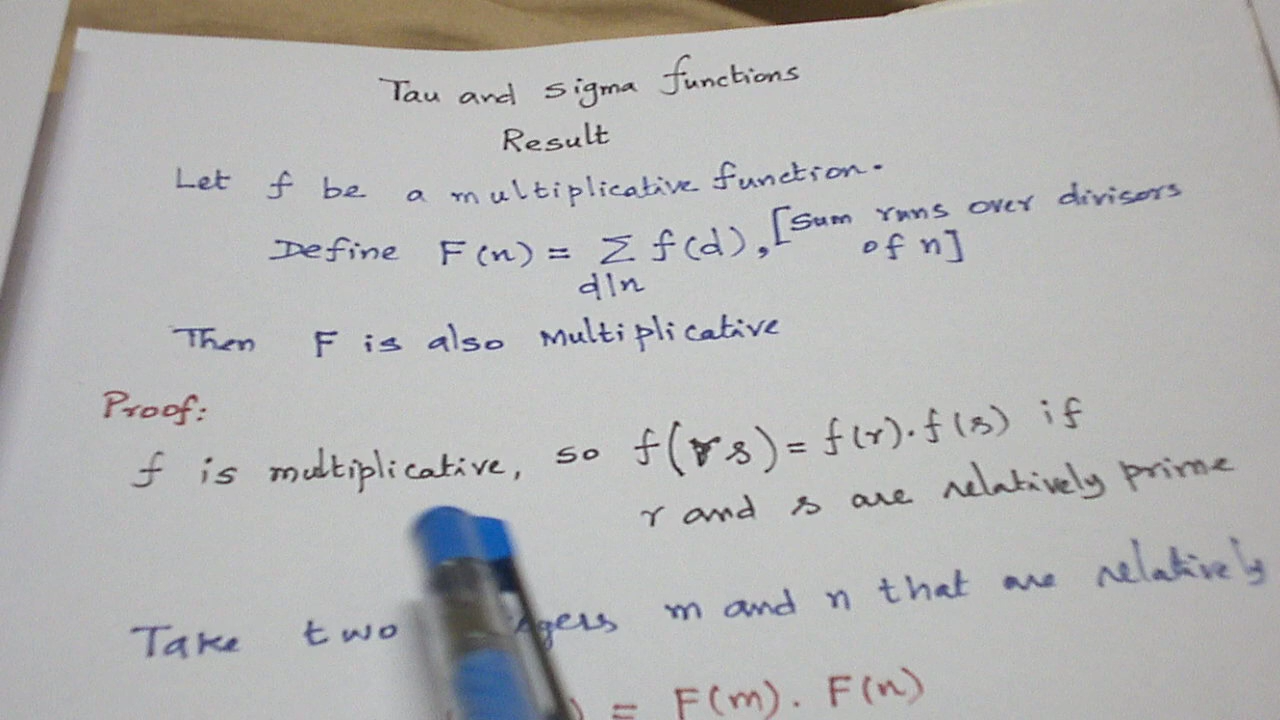 Tau and sigma functions
Result
Let f be a multiplicative function.
Define F(n) = Σ f(d), [Sum runs over divisors
d|n of n]
Then F is also multiplicative
Proof:
f is multiplicative, so f(rs) = f(r).f(s) if
r and s are relatively prime
Take two m and n that are relatively
) = F(m). F(n)